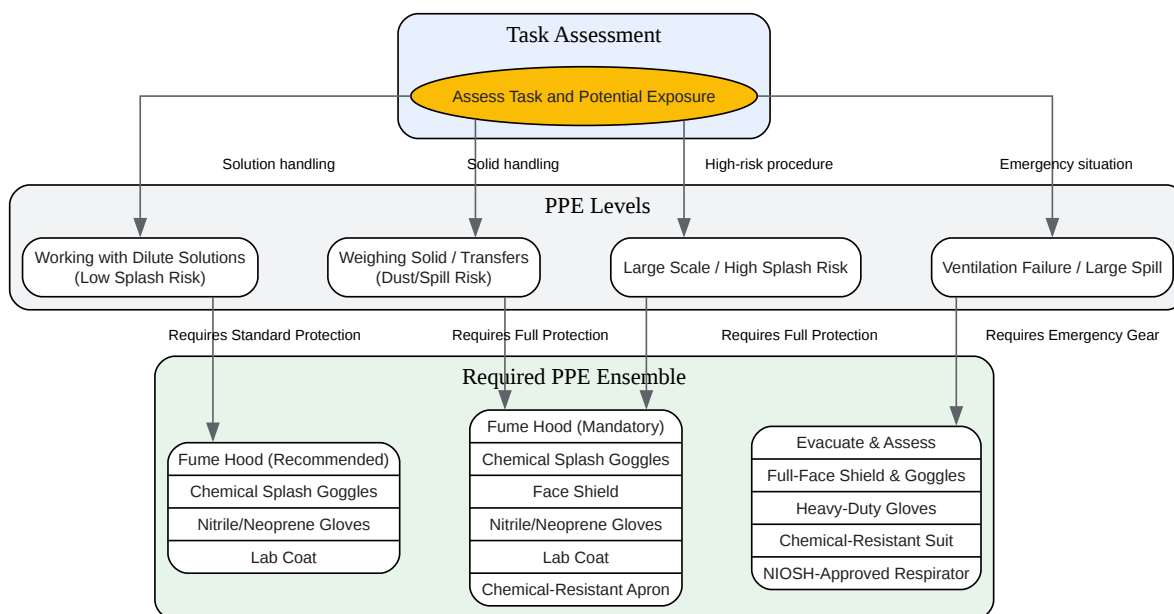 Task Assessment
Assess Task and Potential Exposure
Solution handling
Solid handling
High-risk procedure
Emergency situation
PPE Levels
Working with Dilute Solutions
(Low Splash Risk)
Weighing Solid / Transfers
(Dust/Spill Risk)
Large Scale / High Splash Risk
Ventilation Failure / Large Spill
Requires Standard Protection
Requires Full Protection
Requires Full Protection
Requires Emergency Gear
Required PPE Ensemble
Fume Hood (Recommended)
Chemical Splash Goggles
Nitrile/Neoprene Gloves
Lab Coat
Fume Hood (Mandatory)
Chemical Splash Goggles
Face Shield
Nitrile/Neoprene Gloves
Lab Coat
Chemical-Resistant Apron
Evacuate & Assess
Full-Face Shield & Goggles
Heavy-Duty Gloves
Chemical-Resistant Suit
NIOSH-Approved Respirator